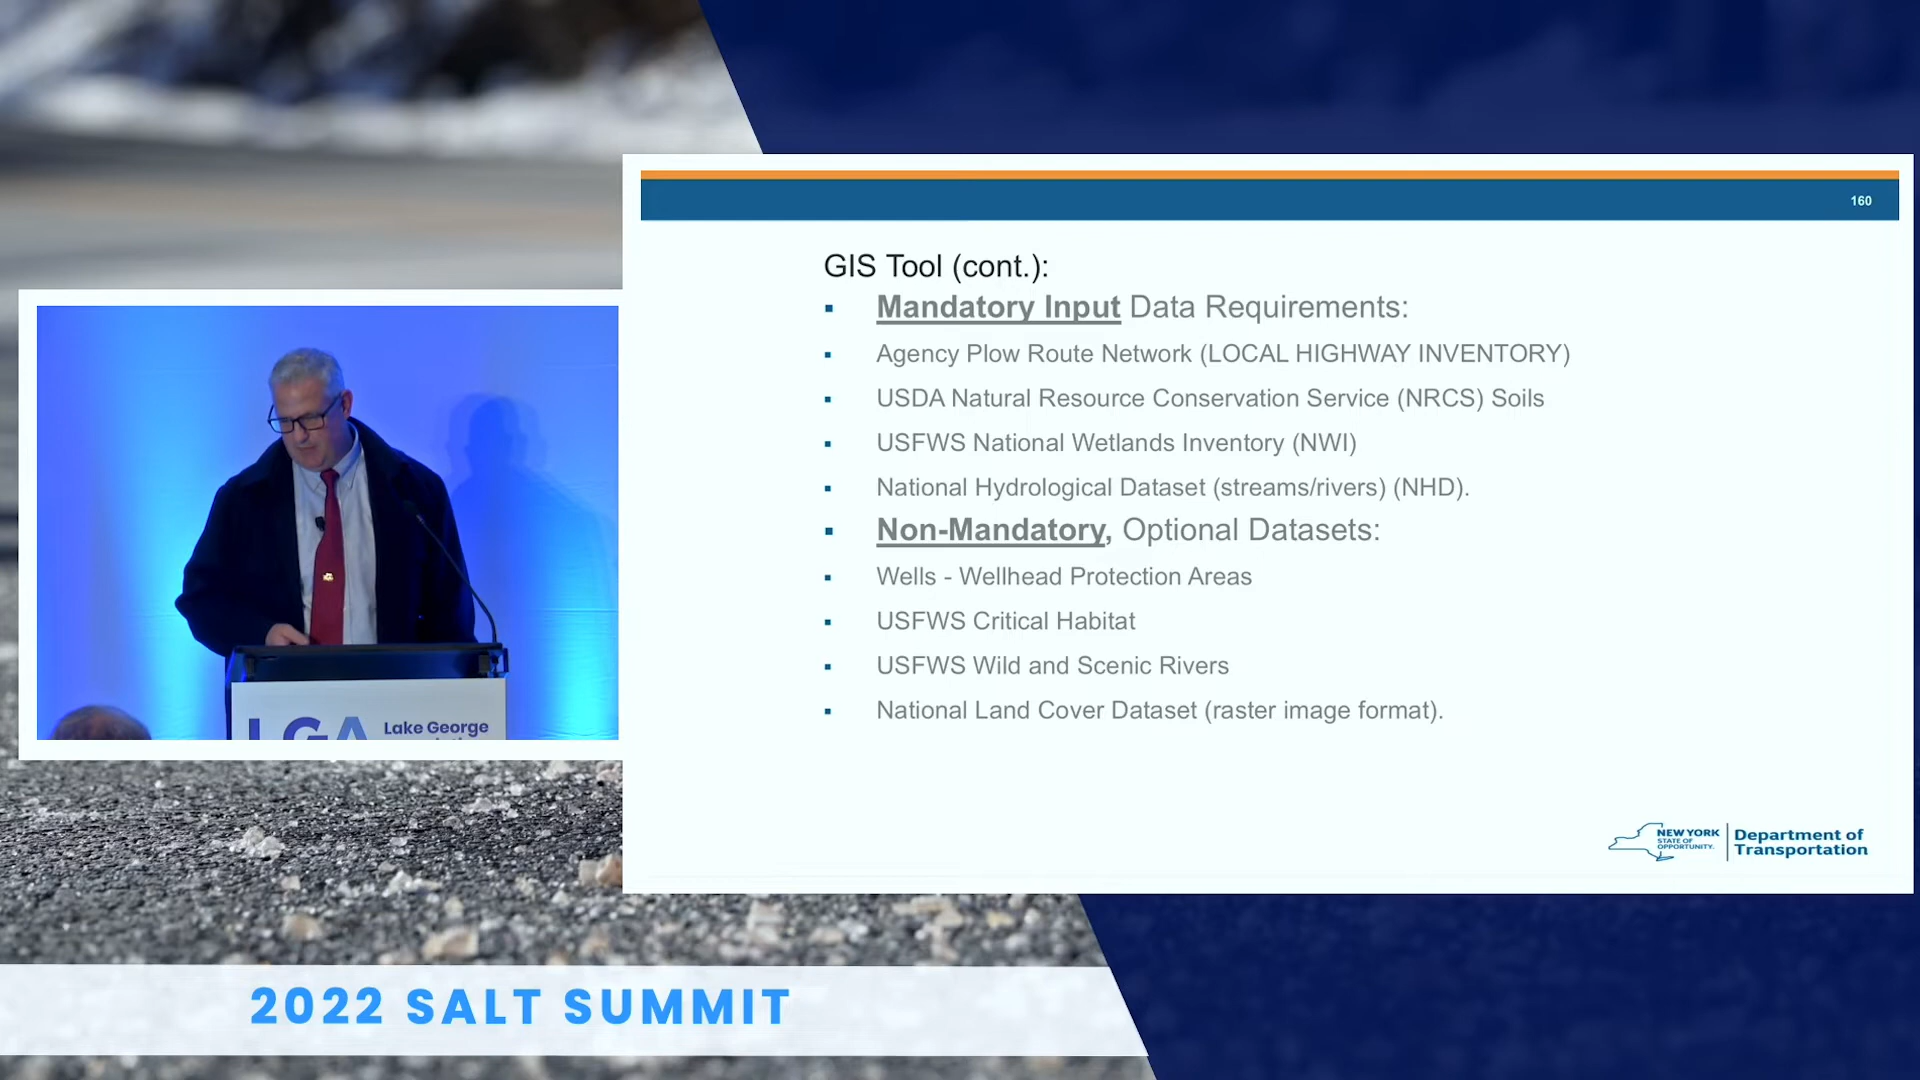 160
GIS Tool (cont.):
▪ Mandatory Input Data Requirements:
▪ Agency Plow Route Network (LOCAL HIGHWAY INVENTORY)
▪ USDA Natural Resource Conservation Service (NRCS) Soils
▪ USFWS National Wetlands Inventory (NWI)
▪ National Hydrological Dataset (streams/rivers) (NHD).
▪ Non-Mandatory, Optional Datasets:
▪ Wells - Wellhead Protection Areas
▪ USFWS Critical Habitat
▪ USFWS Wild and Scenic Rivers
▪ National Land Cover Dataset (raster image format).
LGA Lake George
NEW YORK
STATE OF
OPPORTUNITY.
Department of
Transportation
2022 SALT SUMMIT